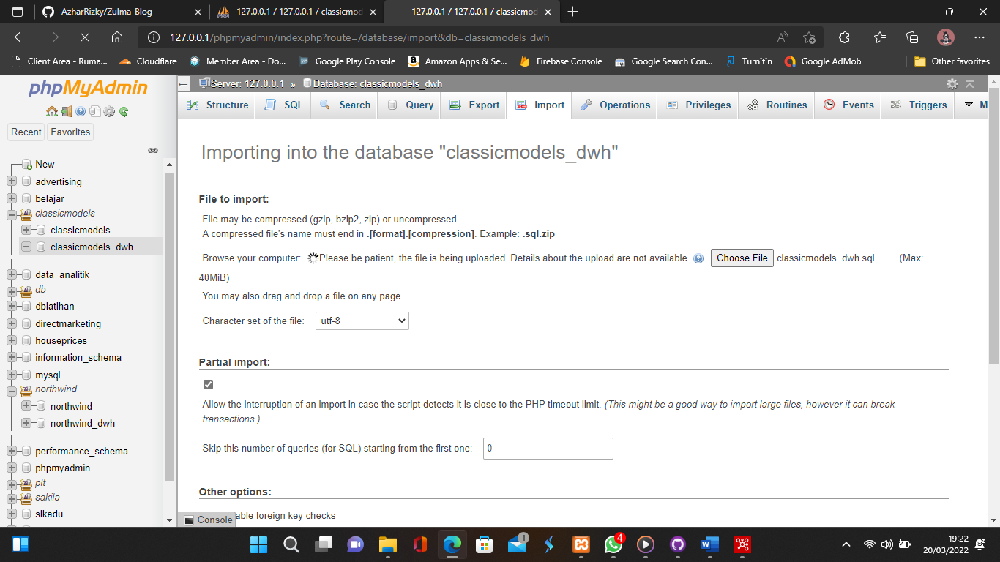 AzharRizky/Zulma-Blog
127.0.0.1 / 127.0.0.1 / classicmod
127.0.0.1 / 127.0.0.1 / classicmod
127.0.0.1/phpmyadmin/index.php?route=/database/import&db=classicmodels_dwh
Client Area - Ruma...
Cloudflare
Member Area - Do...
Google Play Console
Amazon Apps & Se...
Firebase Console
Google Search Con...
Turnitin
Google AdMob
Other favorites
phpMyAdmin
Recent
Favorites
New
advertising
belajar
classicmodels
classicmodels
classicmodels_dwh
data_analitik
db
dblatihan
directmarketing
houseprices
information_schema
mysql
northwind
northwind
northwind_dwh
performance_schema
phpmyadmin
plt
sakila
sikadu
Server: 127.0.0.1 » Database: classicmodels_dwh
Structure
SQL
Search
Query
Export
Import
Operations
Privileges
Routines
Events
Triggers
M
Importing into the database "classicmodels_dwh"
File to import:
File may be compressed (gzip, bzip2, zip) or uncompressed.
A compressed file's name must end in .[format].[compression]. Example: .sql.zip
Browse your computer: Please be patient, the file is being uploaded. Details about the upload are not available. Choose File classicmodels_dwh.sql (Max:
40MiB)
You may also drag and drop a file on any page.
Character set of the file: utf-8
Partial import:
Allow the interruption of an import in case the script detects it is close to the PHP timeout limit. (This might be a good way to import large files, however it can break
transactions.)
Skip this number of queries (for SQL) starting from the first one: 0
Other options:
Console
able foreign key checks
1
4
19:22
20/03/2022